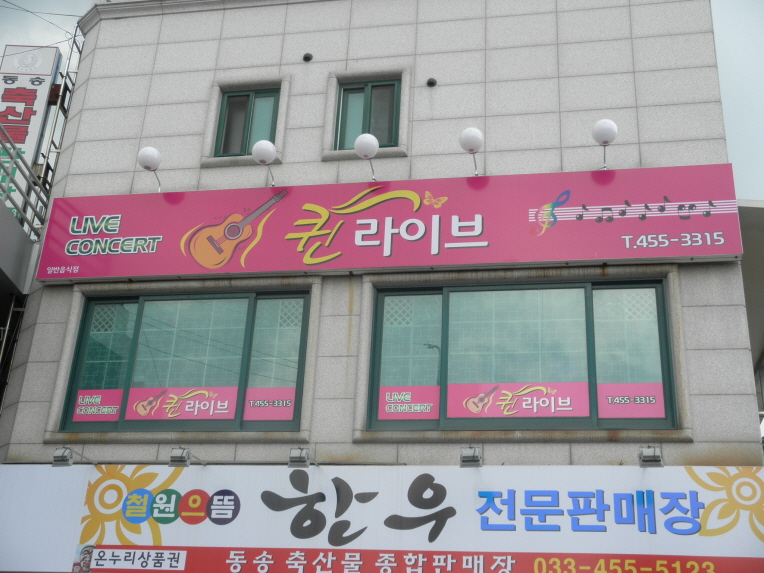 동송
축산물
LIVE
CONCERT
일반음식점
퀸 라이브
T.455-3315
LIVE
CONCERT
퀸 라이브
T.455-3315
LIVE
CONCERT
퀸 라이브
T.455-3315
철원으뜸 한우 전문판매장
온누리상품권
동송 축산물 종합판매장 033-455-5123